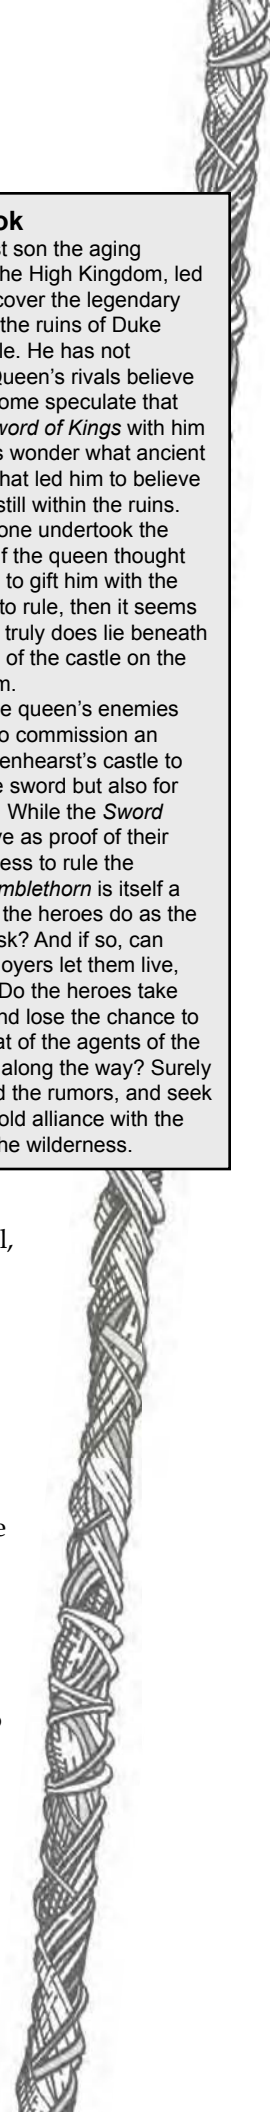 ok
t son the aging
he High Kingdom, led
cover the legendary
the ruins of Duke
le. He has not
Queen's rivals believe
ome speculate that
word of Kings with him
s wonder what ancient
hat led him to believe
still within the ruins.
one undertook the
f the queen thought
to gift him with the
to rule, then it seems
truly does lie beneath
of the castle on the
m.
e queen's enemies
o commission an
enhearst's castle to
e sword but also for
. While the Sword
ve as proof of their
ess to rule the
mblethorn is itself a
the heroes do as the
sk? And if so, can
oyers let them live,
Do the heroes take
nd lose the chance to
at of the agents of the
along the way? Surely
d the rumors, and seek
old alliance with the
he wilderness.
l,
e